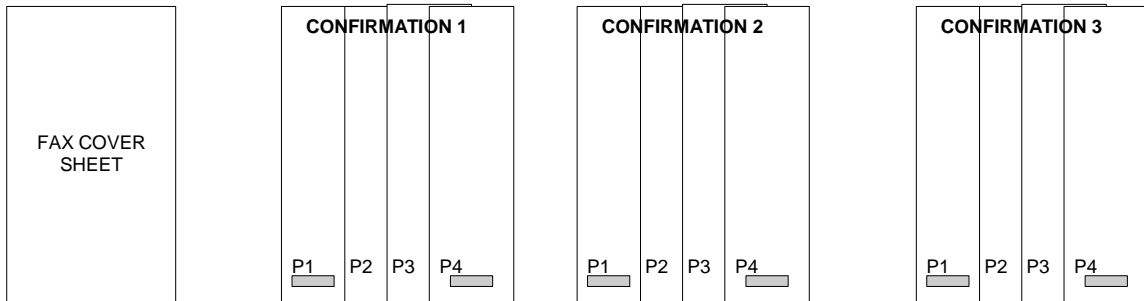 FAX COVER
SHEET
CONFIRMATION 1
P1 P2 P3 P4
CONFIRMATION 2
P1 P2 P3 P4
CONFIRMATION 3
P1 P2 P3 P4